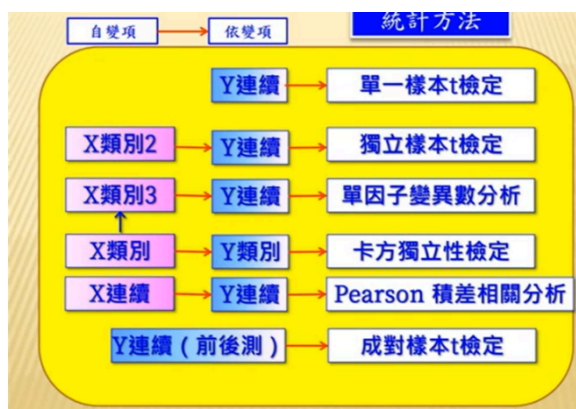 自變項 依變項 統計方法
Y連續 單一樣本t檢定
X類別2 Y連續 獨立樣本t檢定
X類別3 Y連續 單因子變異數分析
X類別 Y類別 卡方獨立性檢定
X連續 Y連續 Pearson 積差相關分析
Y連續(前後測) 成對樣本t檢定